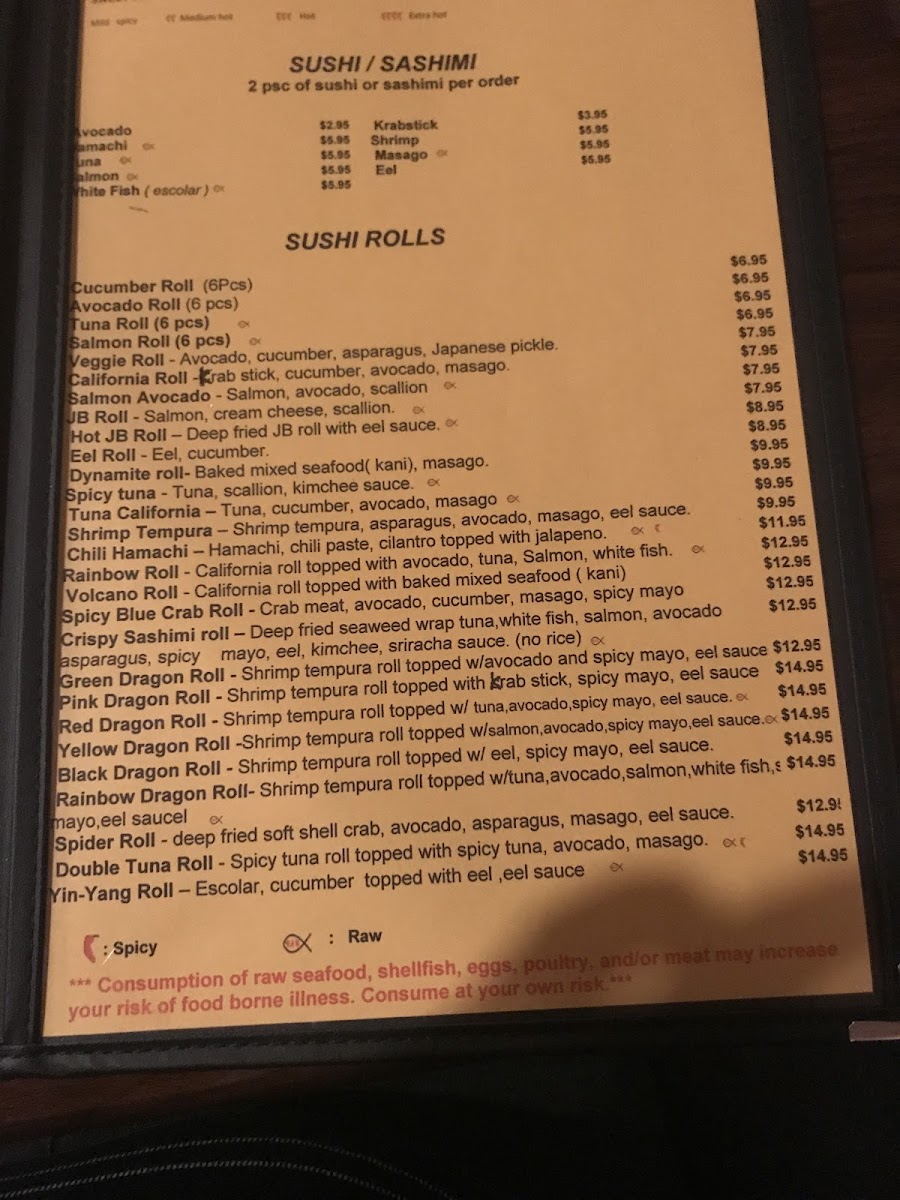 Mild spicy Medium hot Hot Extra hot
SUSHI / SASHIMI
2 psc of sushi or sashimi per order
Avocado $2.95 Krabstick $3.95
amachi $5.95 Shrimp $5.95
una $5.95 Masago $5.95
almon $5.95 Eel $5.95
hite Fish ( escolar ) $5.95
SUSHI ROLLS
Cucumber Roll (6Pcs) $6.95
Avocado Roll (6 pcs) $6.95
Tuna Roll (6 pcs) $6.95
Salmon Roll (6 pcs) $6.95
Veggie Roll - Avocado, cucumber, asparagus, Japanese pickle. $7.95
California Roll -Krab stick, cucumber, avocado, masago. $7.95
Salmon Avocado - Salmon, avocado, scallion $7.95
JB Roll - Salmon, cream cheese, scallion. $7.95
Hot JB Roll – Deep fried JB roll with eel sauce. $8.95
Eel Roll - Eel, cucumber. $8.95
Dynamite roll- Baked mixed seafood( kani), masago. $9.95
Spicy tuna - Tuna, scallion, kimchee sauce. $9.95
Tuna California – Tuna, cucumber, avocado, masago $9.95
Shrimp Tempura – Shrimp tempura, asparagus, avocado, masago, eel sauce. $9.95
Chili Hamachi – Hamachi, chili paste, cilantro topped with jalapeno. $11.95
Rainbow Roll - California roll topped with avocado, tuna, Salmon, white fish. $12.95
Volcano Roll - California roll topped with baked mixed seafood ( kani) $12.95
Spicy Blue Crab Roll - Crab meat, avocado, cucumber, masago, spicy mayo $12.95
Crispy Sashimi roll – Deep fried seaweed wrap tuna,white fish, salmon, avocado $12.95
asparagus, spicy mayo, eel, kimchee, sriracha sauce. (no rice)
Green Dragon Roll - Shrimp tempura roll topped w/avocado and spicy mayo, eel sauce $12.95
Pink Dragon Roll - Shrimp tempura roll topped with krab stick, spicy mayo, eel sauce $14.95
Red Dragon Roll - Shrimp tempura roll topped w/ tuna,avocado,spicy mayo, eel sauce. $14.95
Yellow Dragon Roll -Shrimp tempura roll topped w/salmon,avocado,spicy mayo,eel sauce. $14.95
Black Dragon Roll - Shrimp tempura roll topped w/ eel, spicy mayo, eel sauce. $14.95
Rainbow Dragon Roll- Shrimp tempura roll topped w/tuna,avocado,salmon,white fish,s $14.95
mayo,eel saucel
Spider Roll - deep fried soft shell crab, avocado, asparagus, masago, eel sauce. $12.9
Double Tuna Roll - Spicy tuna roll topped with spicy tuna, avocado, masago. $14.95
Yin-Yang Roll – Escolar, cucumber topped with eel ,eel sauce $14.95
: Spicy : Raw
*** Consumption of raw seafood, shellfish, eggs, poultry, and/or meat may increase
your risk of food borne illness. Consume at your own risk.***